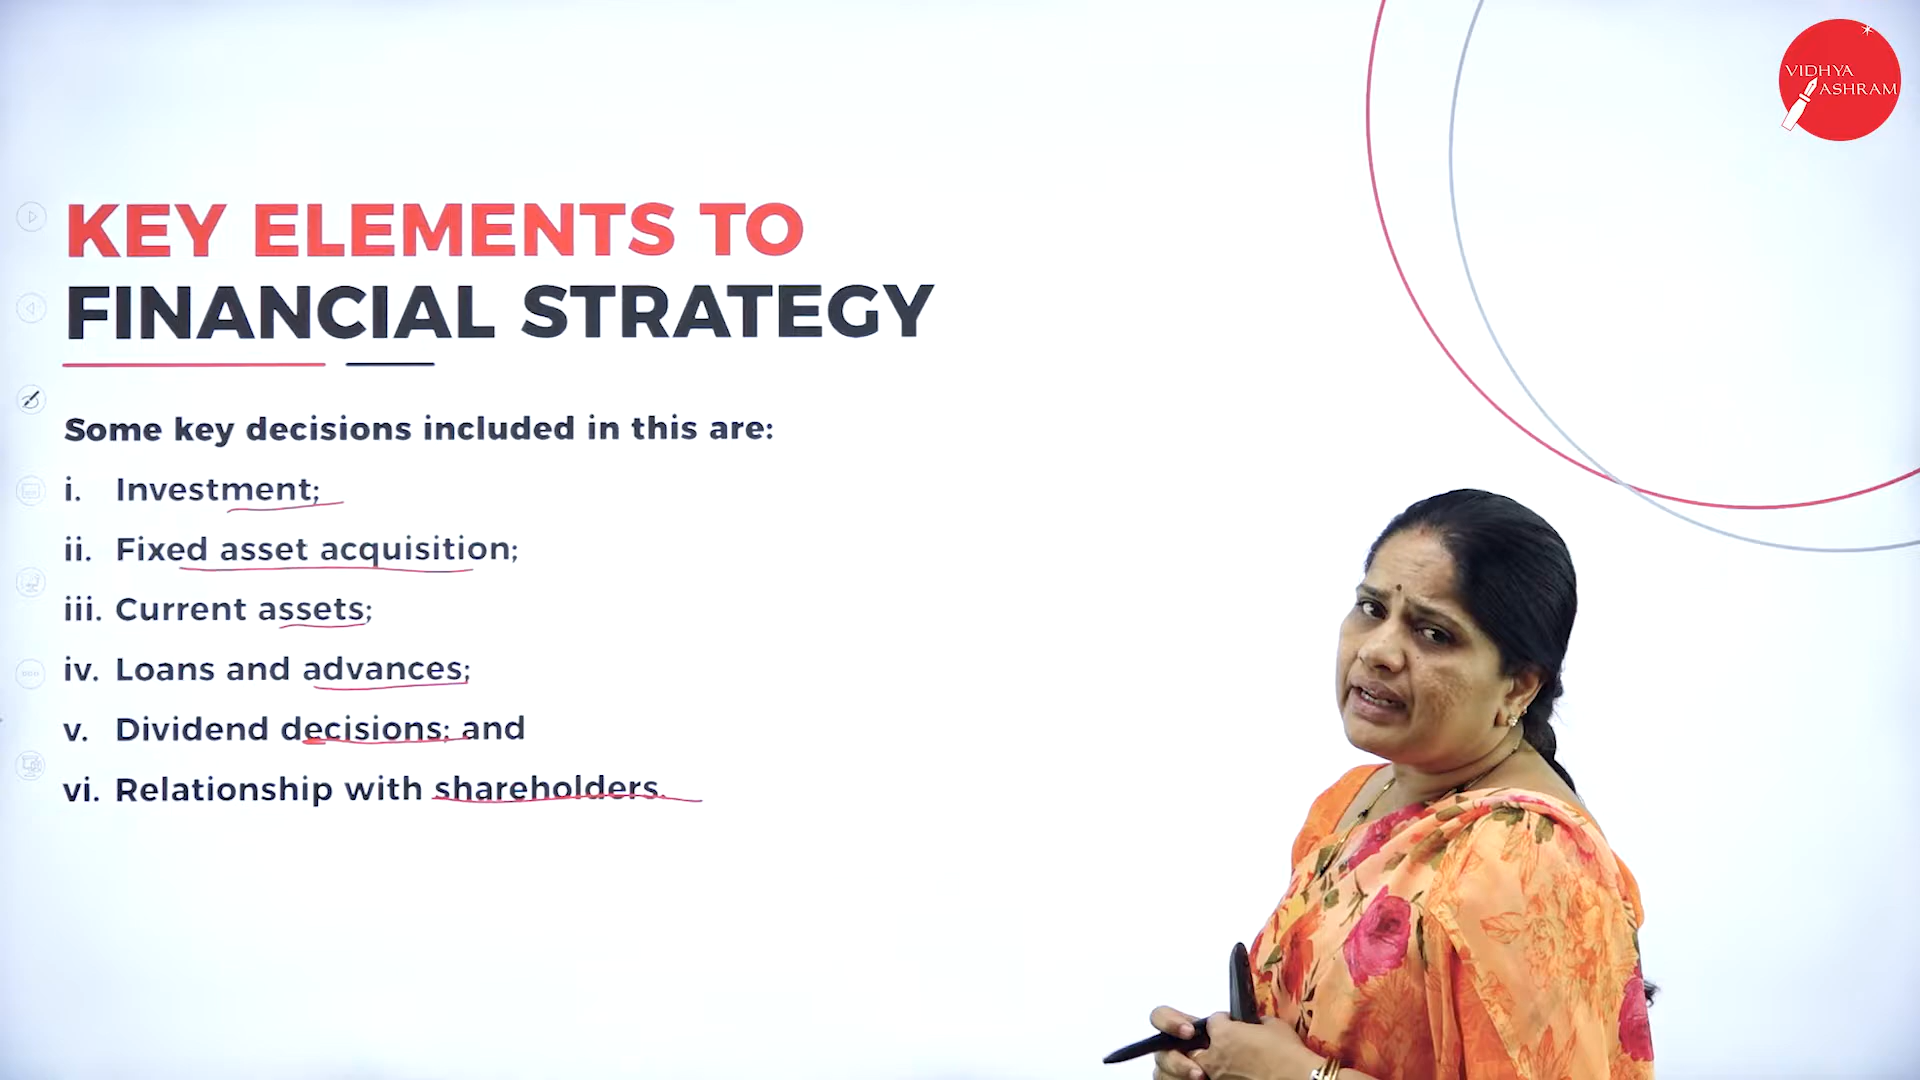 VIDHYA
ASHRAM
KEY ELEMENTS TO
FINANCIAL STRATEGY
Some key decisions included in this are:
i. Investment;
ii. Fixed asset acquisition;
iii. Current assets;
iv. Loans and advances;
v. Dividend decisions; and
vi. Relationship with shareholders.